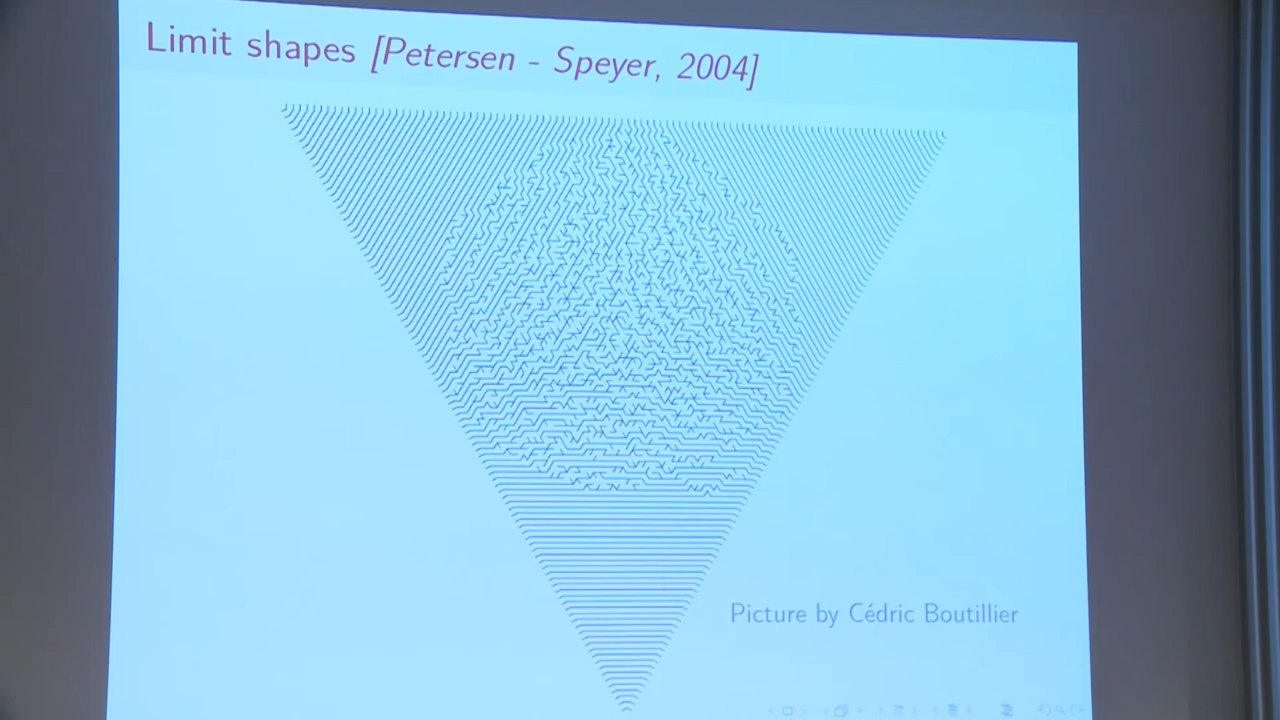 Limit shapes [Petersen - Speyer, 2004]
Picture by Cédric Boutillier